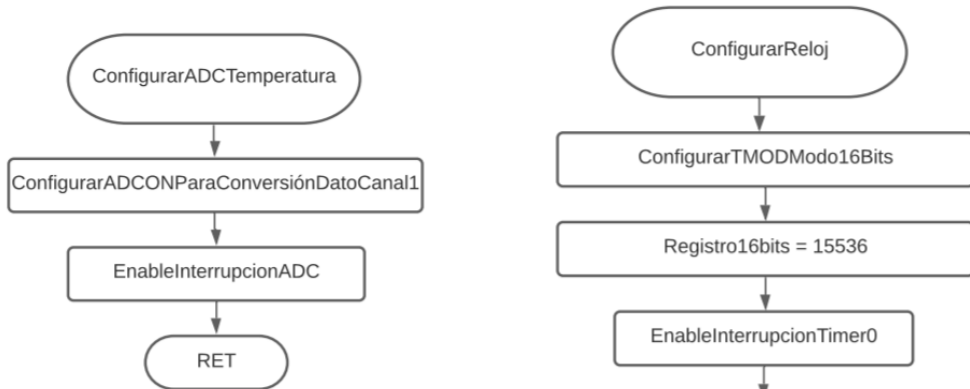 ConfigurarADCTemperatura
ConfigurarADCONParaConversiónDatoCanal1
EnableInterrupcionADC
RET
ConfigurarReloj
ConfigurarTMODModo16Bits
Registro16bits = 15536
EnableInterrupcionTimer0